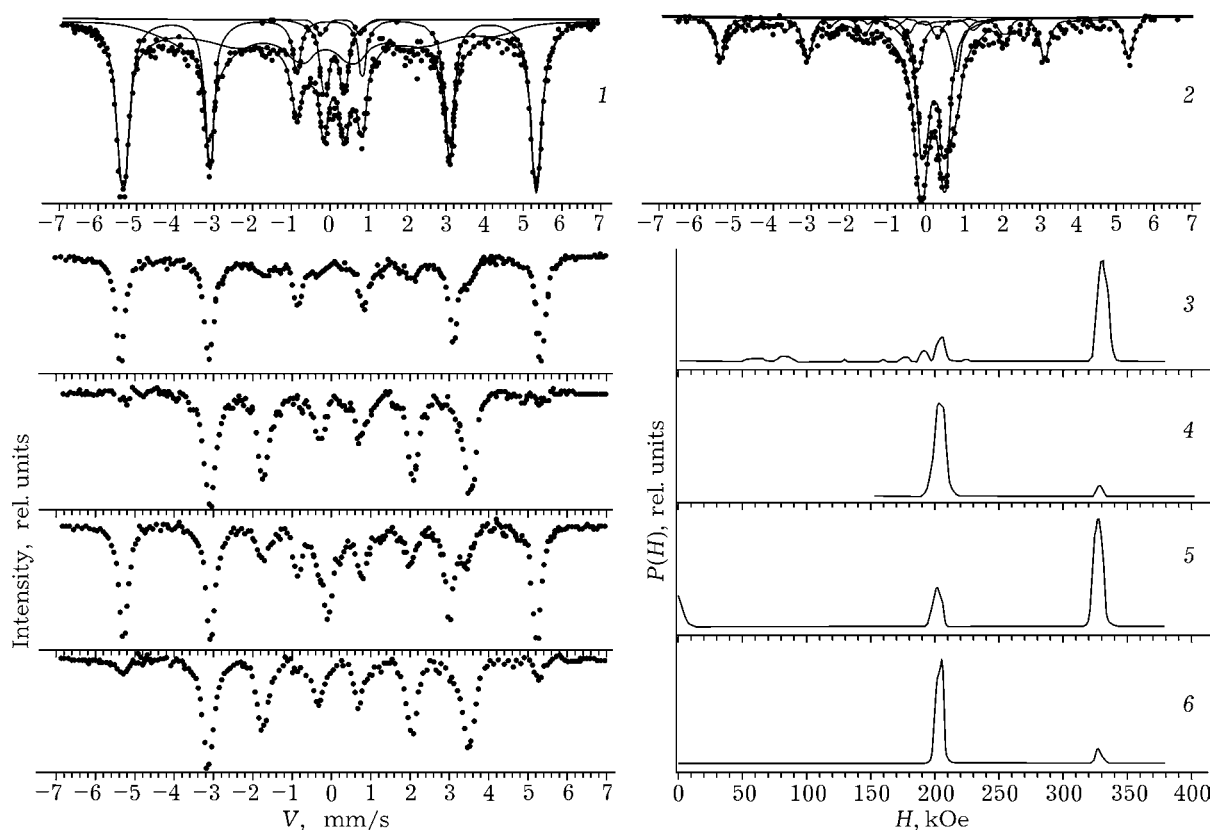 1
2
−7 −6 −5 −4 −3 −2 −1 0 1 2 3 4 5 6 7
−7 −6 −5 −4 −3 −2 −1 0 1 2 3 4 5 6 7
3
4
5
6
Intensity, rel. units
P(H), rel. units
−7 −6 −5 −4 −3 −2 −1 0 1 2 3 4 5 6 7
V, mm/s
0 50 100 150 200 250 300 350 400
H, kOe